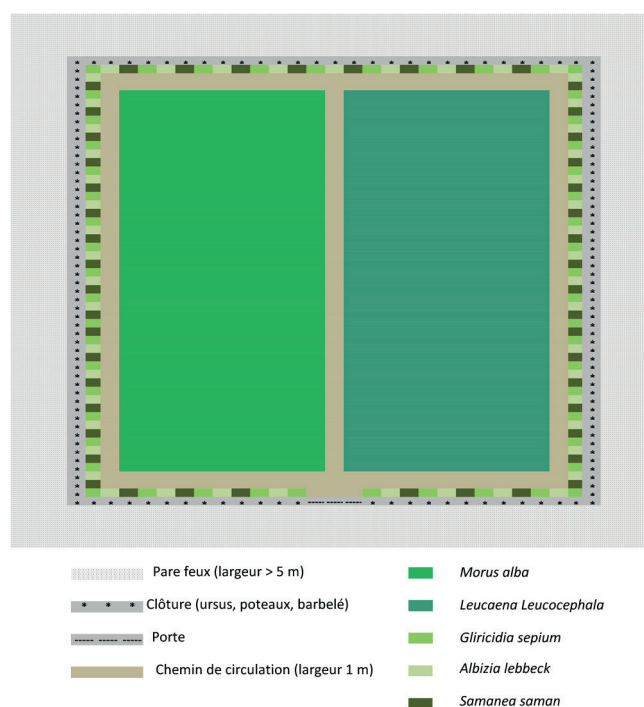 Pare feux (largeur > 5 m)
Clôture (ursus, poteaux, barbelé)
Porte
Chemin de circulation (largeur 1 m)
Morus alba
Leucaena Leucocephala
Gliricidia sepium
Albizia lebbeck
Samanea saman